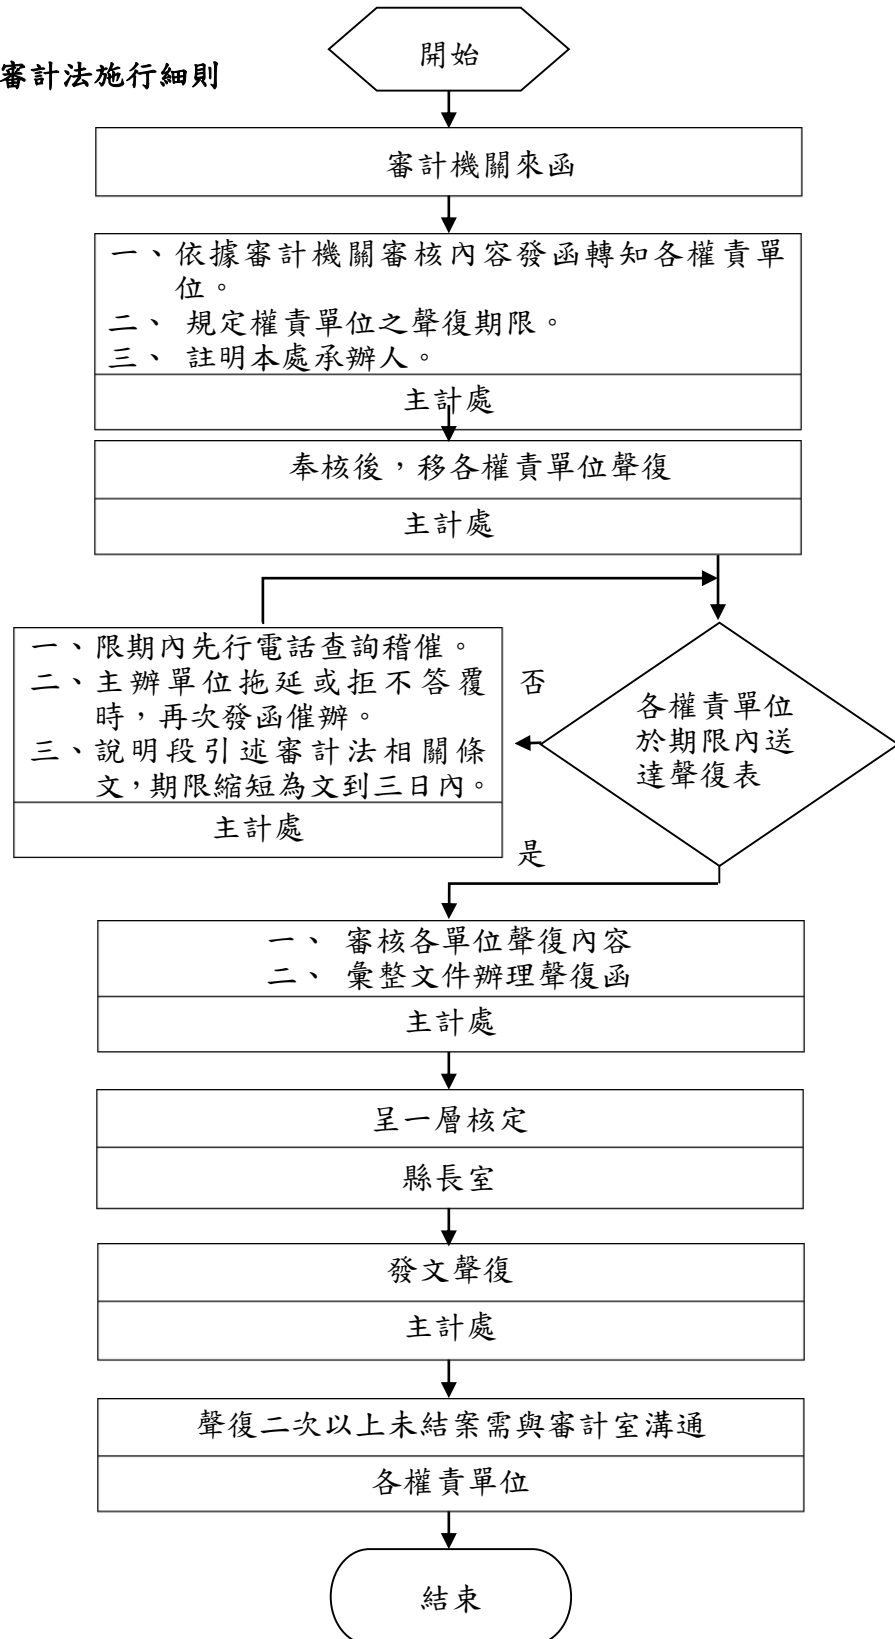 開始
審計法施行細則
審計機關來函
一、依據審計機關審核內容發函轉知各權責單
位。
二、 規定權責單位之聲復期限。
三、 註明本處承辦人。
主計處
奉核後，移各權責單位聲復
主計處
一、限期內先行電話查詢稽催。
二、主辦單位拖延或拒不答覆
時，再次發函催辦。
三、說明段引述審計法相關條
文，期限縮短為文到三日內。
主計處
否
各權責單位
於期限內送
達聲復表
是
一、 審核各單位聲復內容
二、 彙整文件辦理聲復函
主計處
呈一層核定
縣長室
發文聲復
主計處
聲復二次以上未結案需與審計室溝通
各權責單位
結束